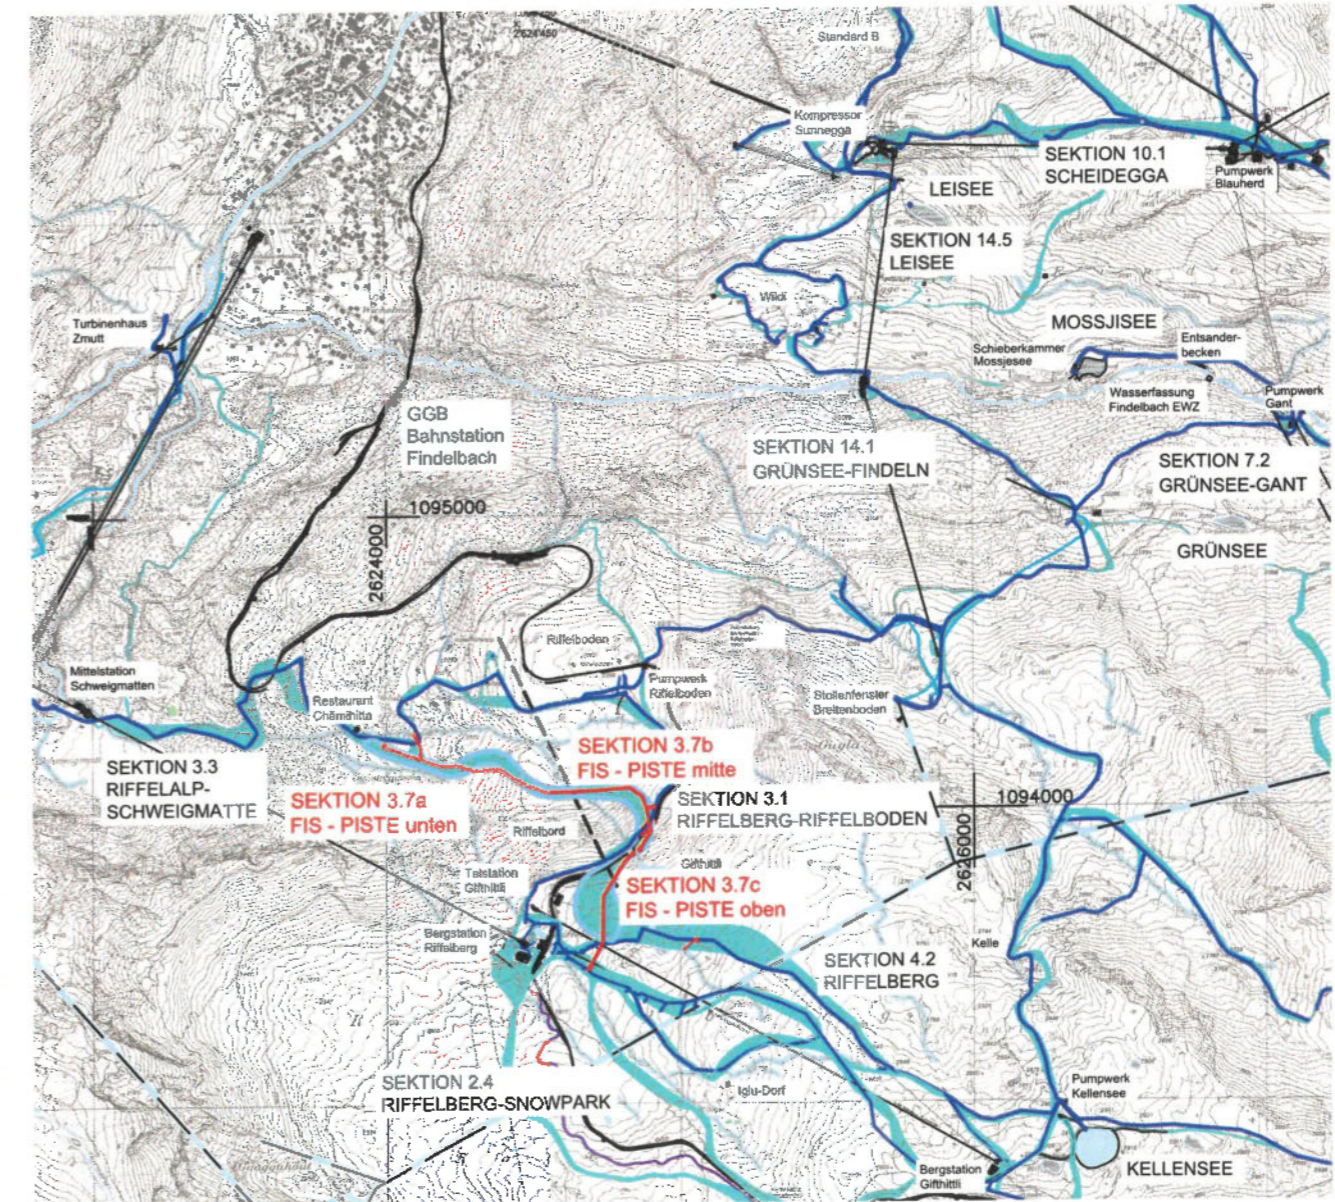 2624'450
Standard B
Kompressor
Sunnegga
SEKTION 10.1
SCHEIDEGGA
Pumpwerk
Blauherd
LEISEE
SEKTION 14.5
LEISEE
Wildi
Turbinenhaus
Zmutt
MOSSJISEE
Schieberkammer
Mossjesee
Entsander-
becken
Wasserfassung
Findelbach EWZ
Pumpwerk
Gant
GGB
Bahnstation
Findelbach
SEKTION 14.1
GRÜNSEE-FINDELN
SEKTION 7.2
GRÜNSEE-GANT
1095000
2624000
GRÜNSEE
Riffelboden
Mittelstation
Schweigmatten
Restaurant
Chämihitta
Pumpwerk
Riffelboden
Stollenfenster
Breitenboden
SEKTION 3.3
RIFFELALP-
SCHWEIGMATTE
SEKTION 3.7a
FIS - PISTE unten
SEKTION 3.7b
FIS - PISTE mitte
SEKTION 3.1
RIFFELBERG-RIFFELBODEN
1094000
2626000
Riffelbord
Gifthittli
Talstation
Gifthittli
SEKTION 3.7c
FIS - PISTE oben
Bergstation
Riffelberg
Kelle
SEKTION 4.2
RIFFELBERG
SEKTION 2.4
RIFFELBERG-SNOWPARK
Iglu-Dorf
Pumpwerk
Kellensee
Bergstation
Gifthittli
KELLENSEE